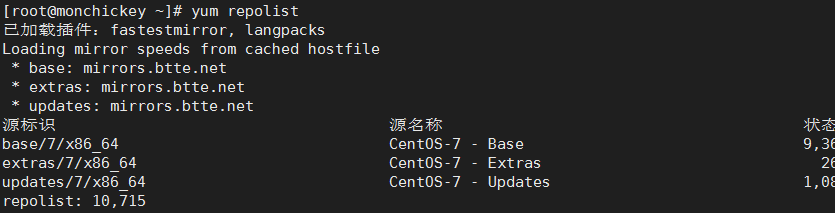 [root@monchickey ~]# yum repolist
已加载插件：fastestmirror, langpacks
Loading mirror speeds from cached hostfile
 * base: mirrors.btte.net
 * extras: mirrors.btte.net
 * updates: mirrors.btte.net
源标识 源名称 状态
base/7/x86_64 CentOS-7 - Base 9,36
extras/7/x86_64 CentOS-7 - Extras 26
updates/7/x86_64 CentOS-7 - Updates 1,08
repolist: 10,715